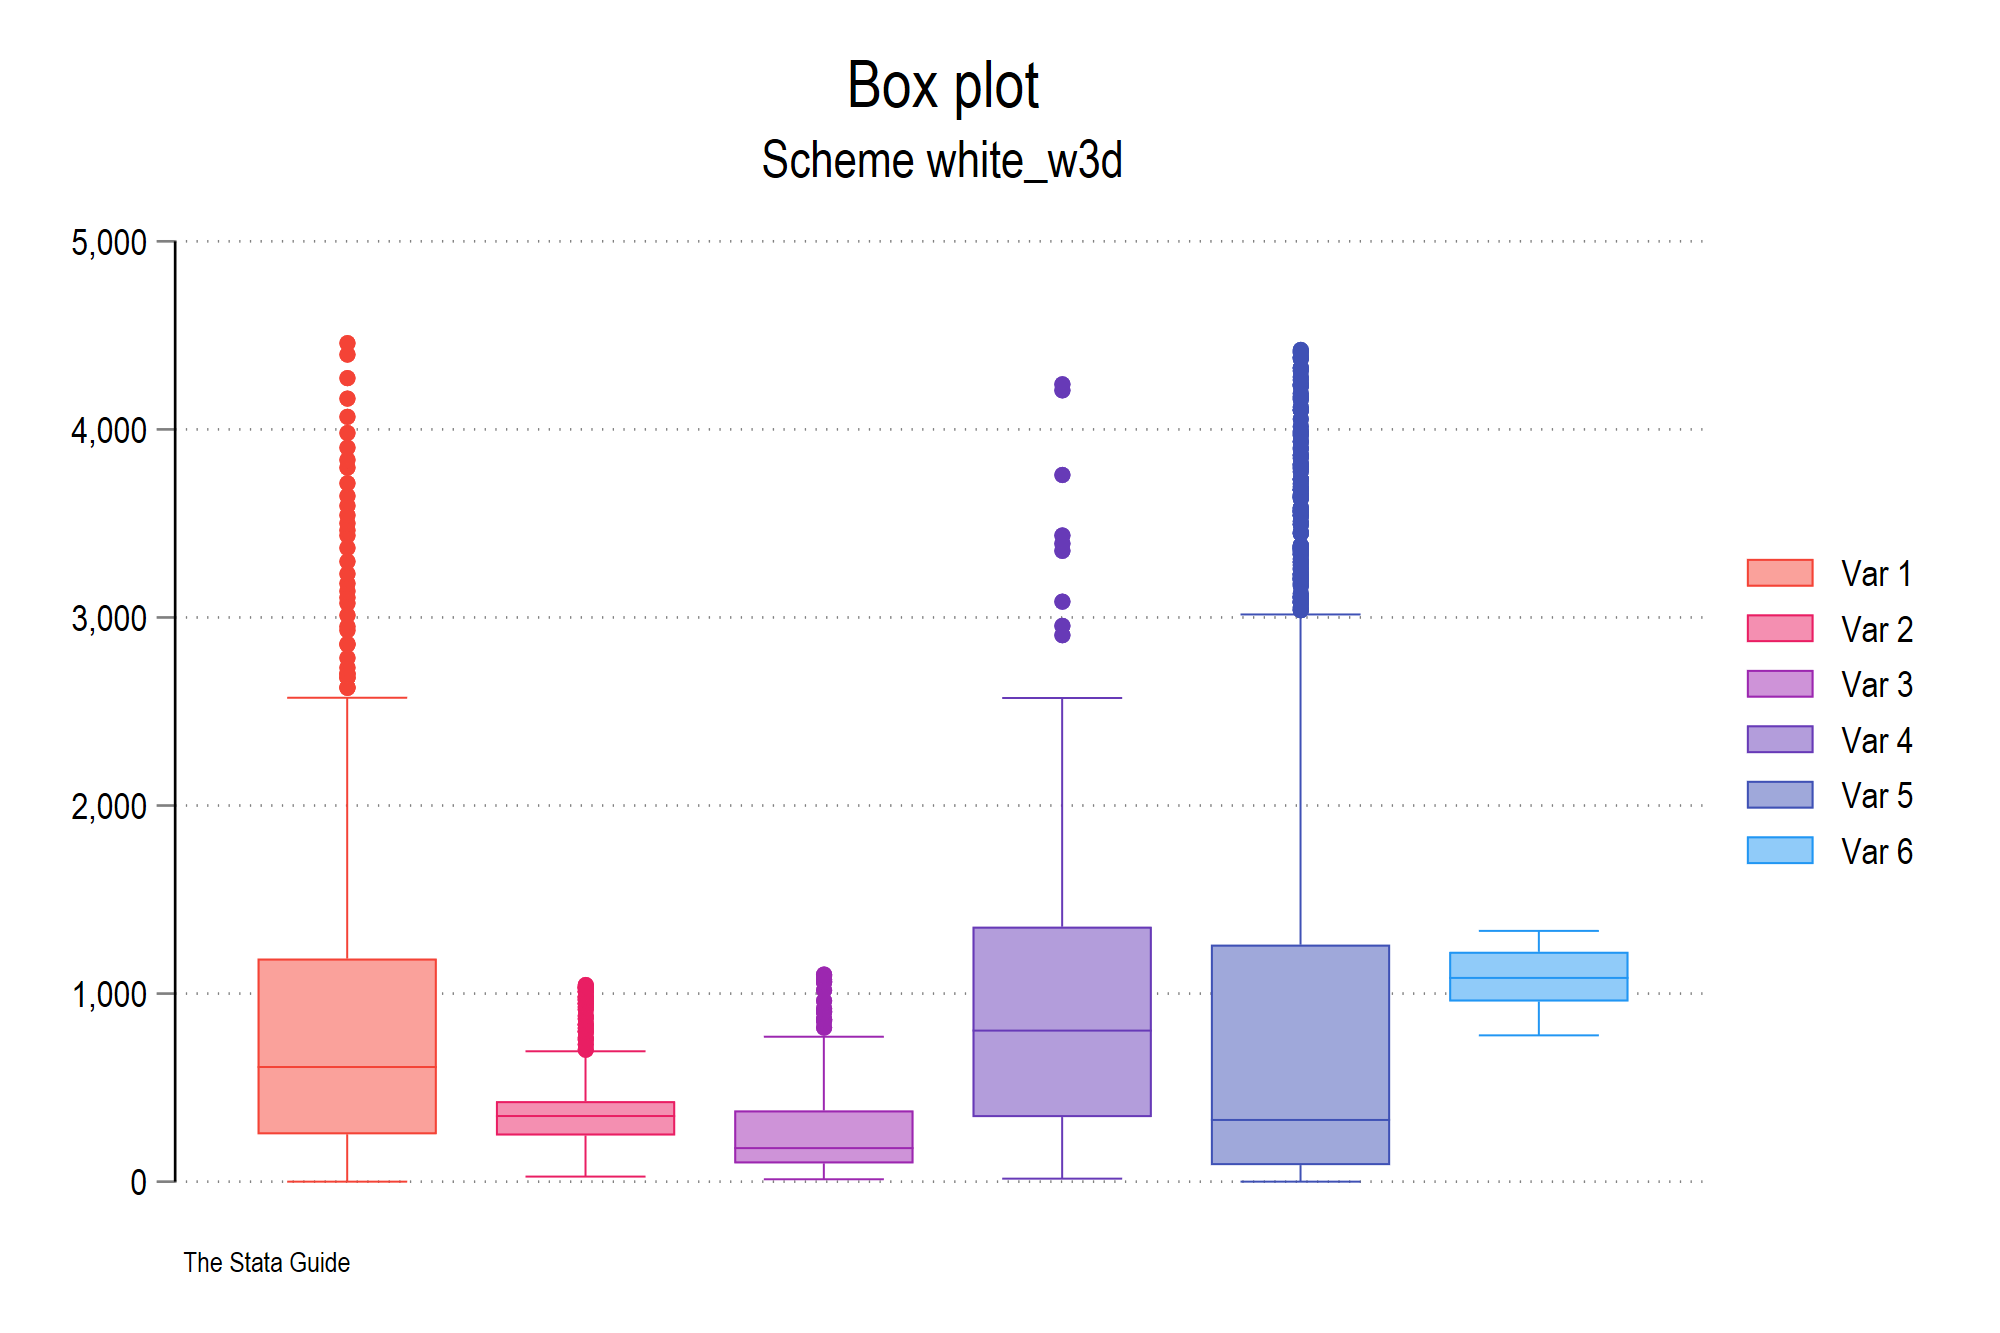 Box plot
Scheme white_w3d
5,000
4,000
3,000
2,000
1,000
0
Var 1
Var 2
Var 3
Var 4
Var 5
Var 6
The Stata Guide